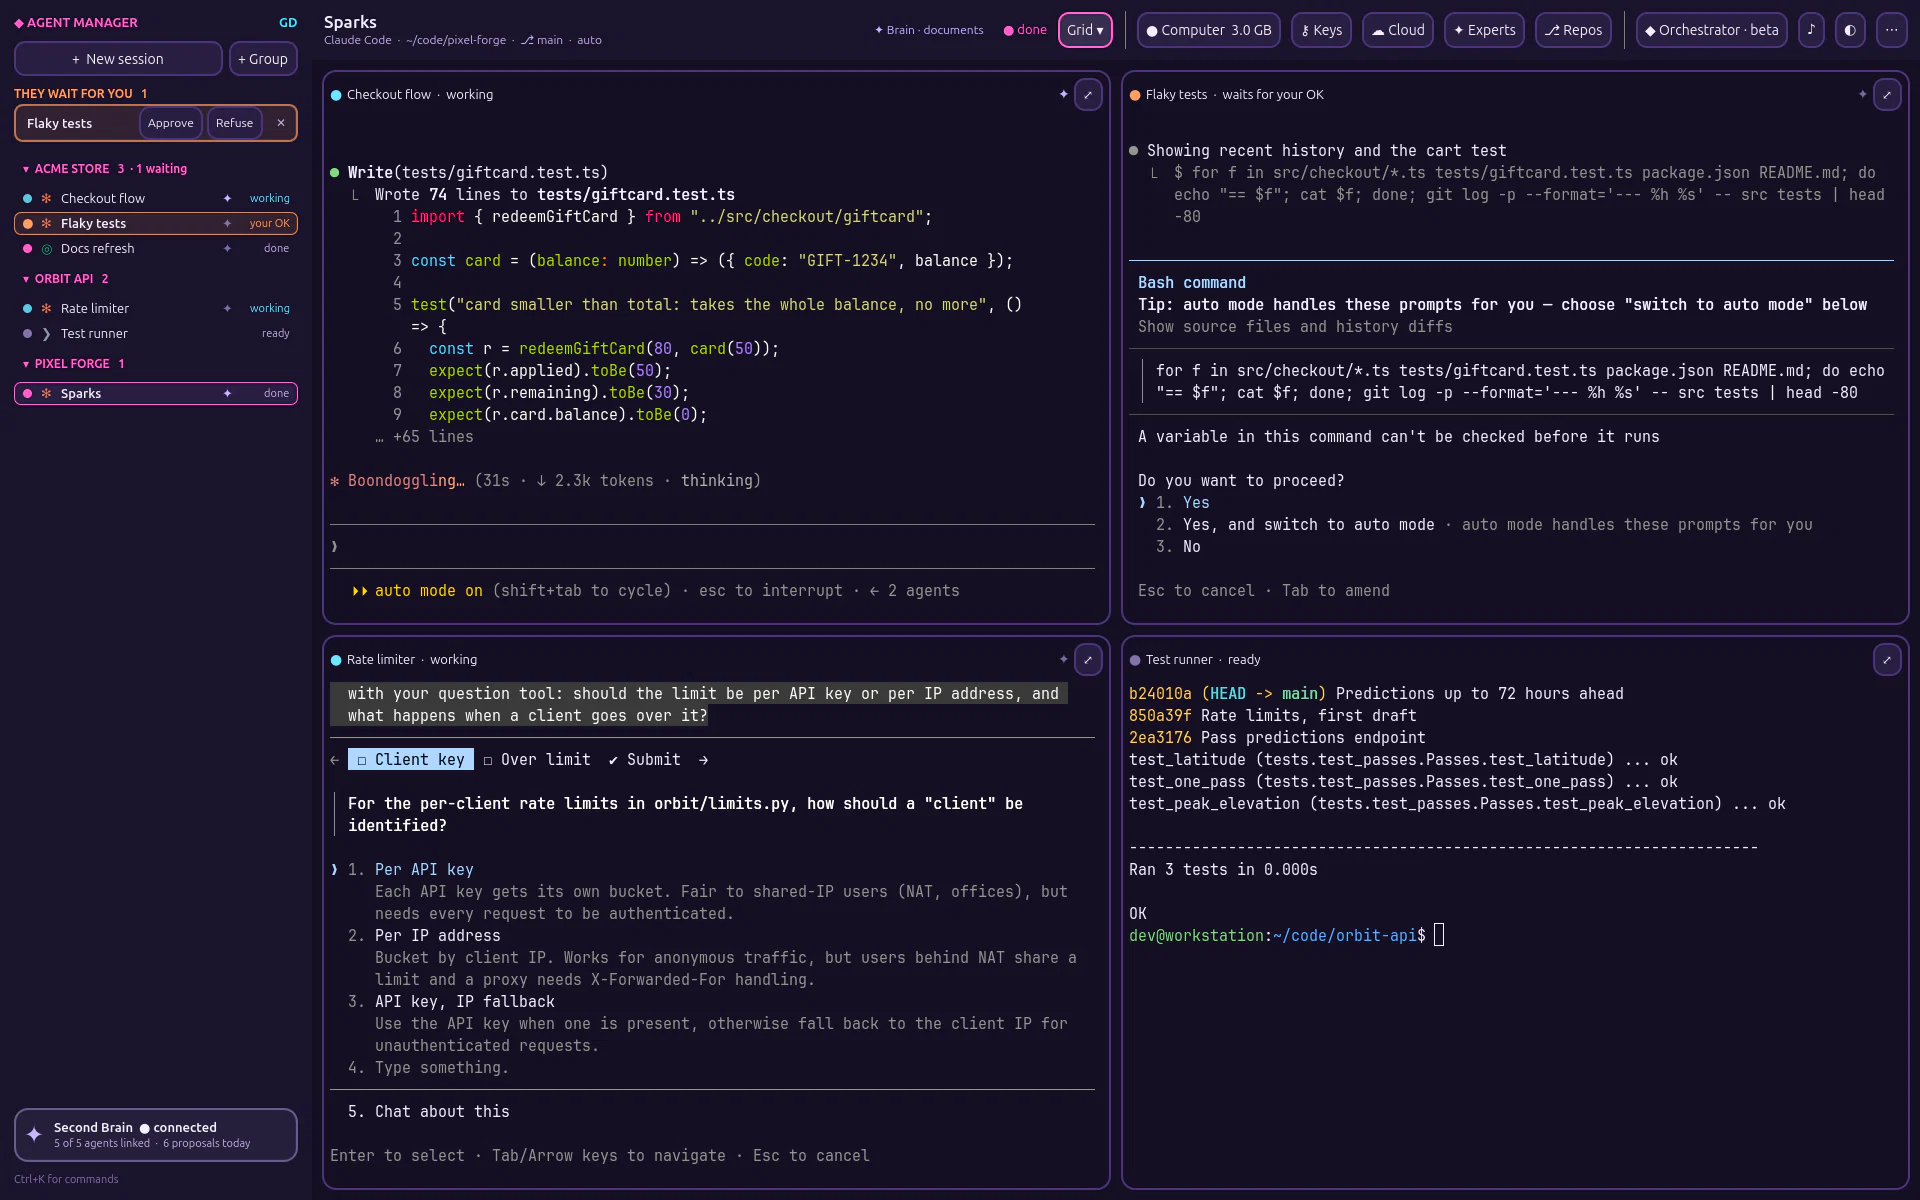 ◆ AGENT MANAGER GD
+ New session
+ Group
THEY WAIT FOR YOU 1
Flaky tests Approve Refuse ×
▾ ACME STORE 3 · 1 waiting
Checkout flow ✦ working
Flaky tests ✦ your OK
Docs refresh ✦ done
▾ ORBIT API 2
Rate limiter ✦ working
❯ Test runner ready
▾ PIXEL FORGE 1
Sparks ✦ done
Second Brain ● connected
5 of 5 agents linked · 6 proposals today
Ctrl+K for commands
Sparks
Claude Code · ~/code/pixel-forge · ⎇ main · auto
✦ Brain · documents ● done Grid ▾ ● Computer 3.0 GB ⚷ Keys ☁ Cloud ✦ Experts ⎇ Repos ◆ Orchestrator · beta ♪ ◐ ⋯
● Checkout flow · working ✦ ⤢
● Write(tests/giftcard.test.ts)
└ Wrote 74 lines to tests/giftcard.test.ts
1 import { redeemGiftCard } from "../src/checkout/giftcard";
2
3 const card = (balance: number) => ({ code: "GIFT-1234", balance });
4
5 test("card smaller than total: takes the whole balance, no more", ()
=> {
6 const r = redeemGiftCard(80, card(50));
7 expect(r.applied).toBe(50);
8 expect(r.remaining).toBe(30);
9 expect(r.card.balance).toBe(0);
… +65 lines
✻ Boondoggling… (31s · ↓ 2.3k tokens · thinking)
❯
⏵⏵ auto mode on (shift+tab to cycle) · esc to interrupt · ← 2 agents
● Flaky tests · waits for your OK ✦ ⤢
● Showing recent history and the cart test
└ $ for f in src/checkout/*.ts tests/giftcard.test.ts package.json README.md; do
echo "== $f"; cat $f; done; git log -p --format='--- %h %s' -- src tests | head
-80
Bash command
Tip: auto mode handles these prompts for you — choose "switch to auto mode" below
Show source files and history diffs
for f in src/checkout/*.ts tests/giftcard.test.ts package.json README.md; do echo
"== $f"; cat $f; done; git log -p --format='--- %h %s' -- src tests | head -80
A variable in this command can't be checked before it runs
Do you want to proceed?
❯ 1. Yes
2. Yes, and switch to auto mode · auto mode handles these prompts for you
3. No
Esc to cancel · Tab to amend
● Rate limiter · working ✦ ⤢
with your question tool: should the limit be per API key or per IP address, and
what happens when a client goes over it?
← ☐ Client key ☐ Over limit ✔ Submit →
For the per-client rate limits in orbit/limits.py, how should a "client" be
identified?
❯ 1. Per API key
Each API key gets its own bucket. Fair to shared-IP users (NAT, offices), but
needs every request to be authenticated.
2. Per IP address
Bucket by client IP. Works for anonymous traffic, but users behind NAT share a
limit and a proxy needs X-Forwarded-For handling.
3. API key, IP fallback
Use the API key when one is present, otherwise fall back to the client IP for
unauthenticated requests.
4. Type something.
5. Chat about this
Enter to select · Tab/Arrow keys to navigate · Esc to cancel
● Test runner · ready ⤢
b24010a (HEAD -> main) Predictions up to 72 hours ahead
850a39f Rate limits, first draft
2ea3176 Pass predictions endpoint
test_latitude (tests.test_passes.Passes.test_latitude) ... ok
test_one_pass (tests.test_passes.Passes.test_one_pass) ... ok
test_peak_elevation (tests.test_passes.Passes.test_peak_elevation) ... ok
----------------------------------------------------------------------
Ran 3 tests in 0.000s
OK
dev@workstation:~/code/orbit-api$